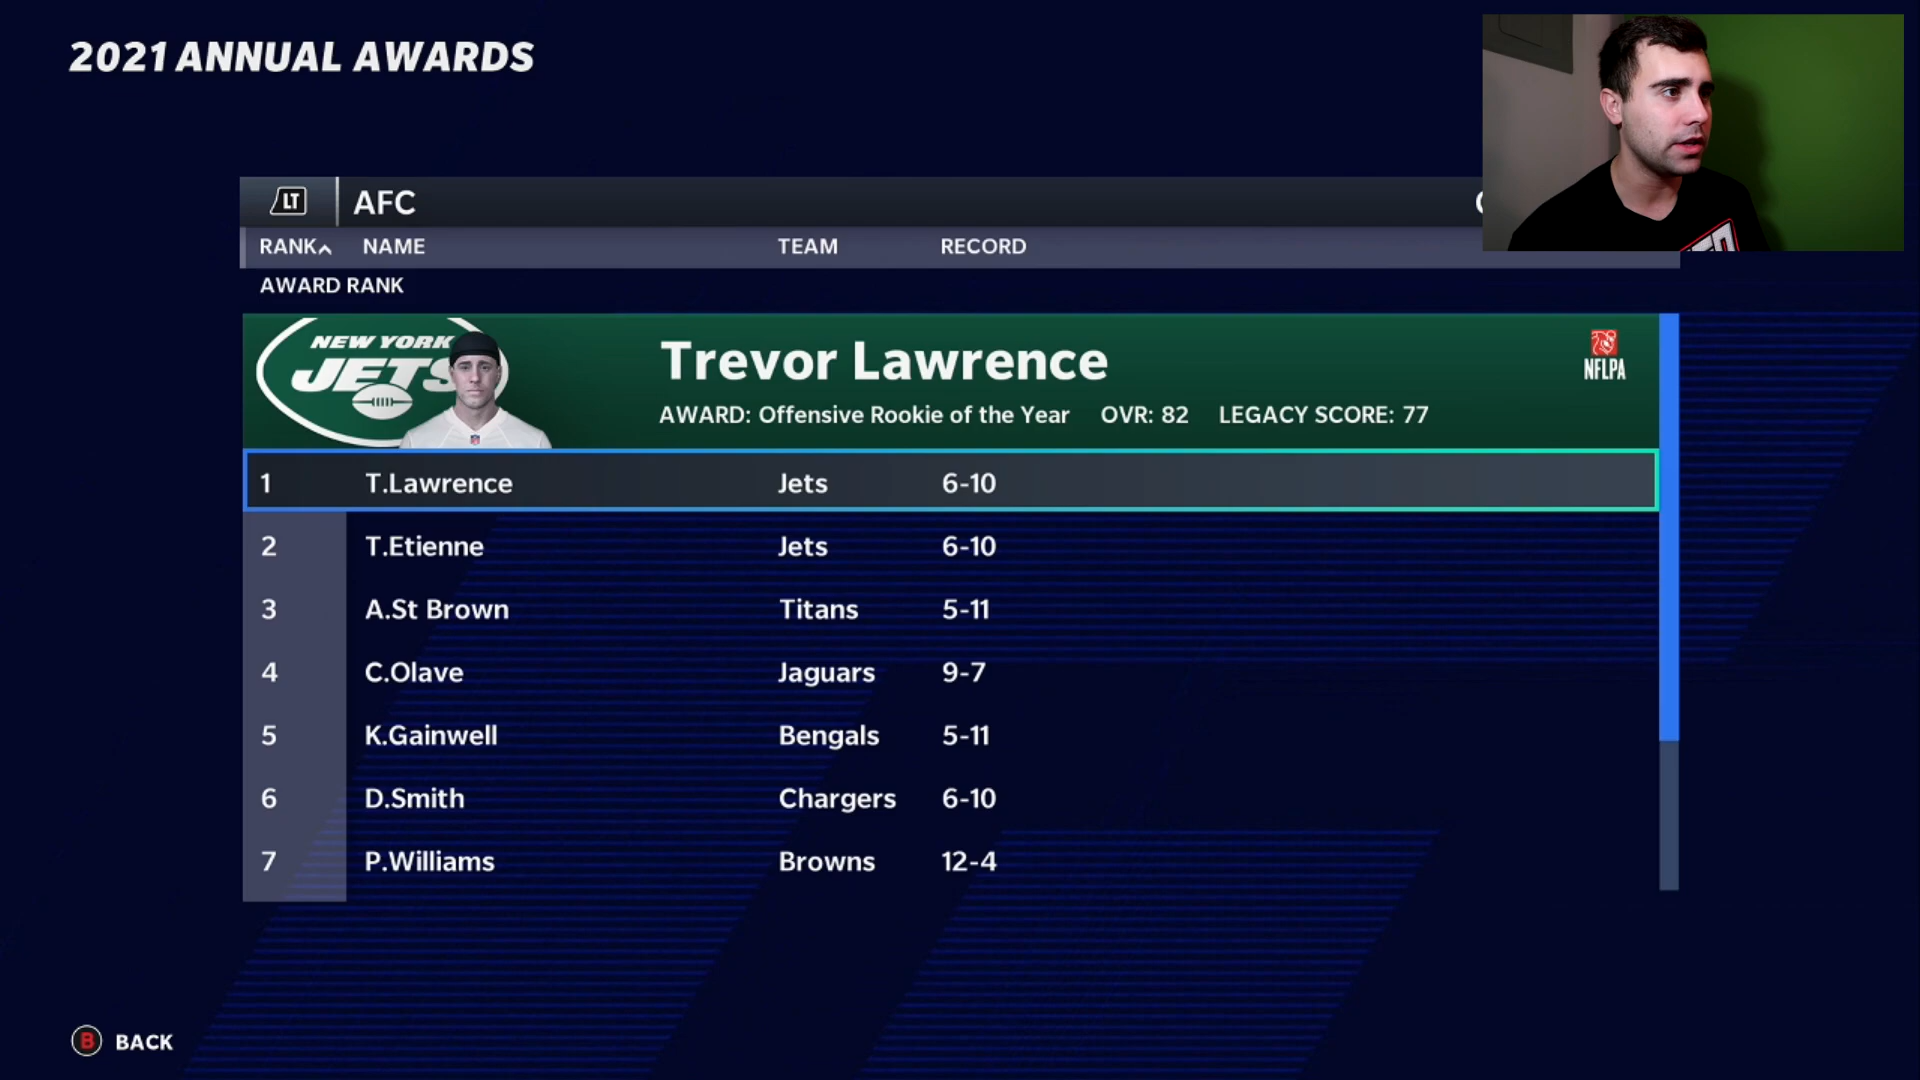 2021 ANNUAL AWARDS
LT AFC
RANK NAME TEAM RECORD
AWARD RANK
NEW YORK
JETS
Trevor Lawrence
NFLPA
AWARD: Offensive Rookie of the Year OVR: 82 LEGACY SCORE: 77
1 T.Lawrence Jets 6-10
2 T.Etienne Jets 6-10
3 A.St Brown Titans 5-11
4 C.Olave Jaguars 9-7
5 K.Gainwell Bengals 5-11
6 D.Smith Chargers 6-10
7 P.Williams Browns 12-4
B BACK